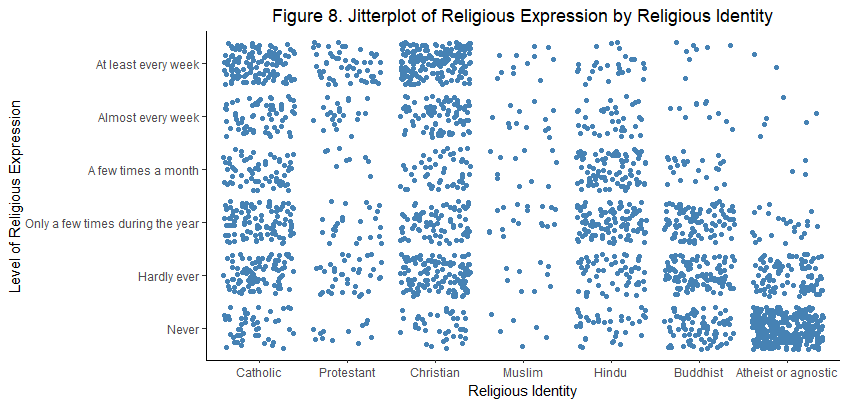 Figure 8. Jitterplot of Religious Expression by Religious Identity
Level of Religious Expression
At least every week
Almost every week
A few times a month
Only a few times during the year
Hardly ever
Never
Catholic
Protestant
Christian
Muslim
Hindu
Buddhist
Atheist or agnostic
Religious Identity